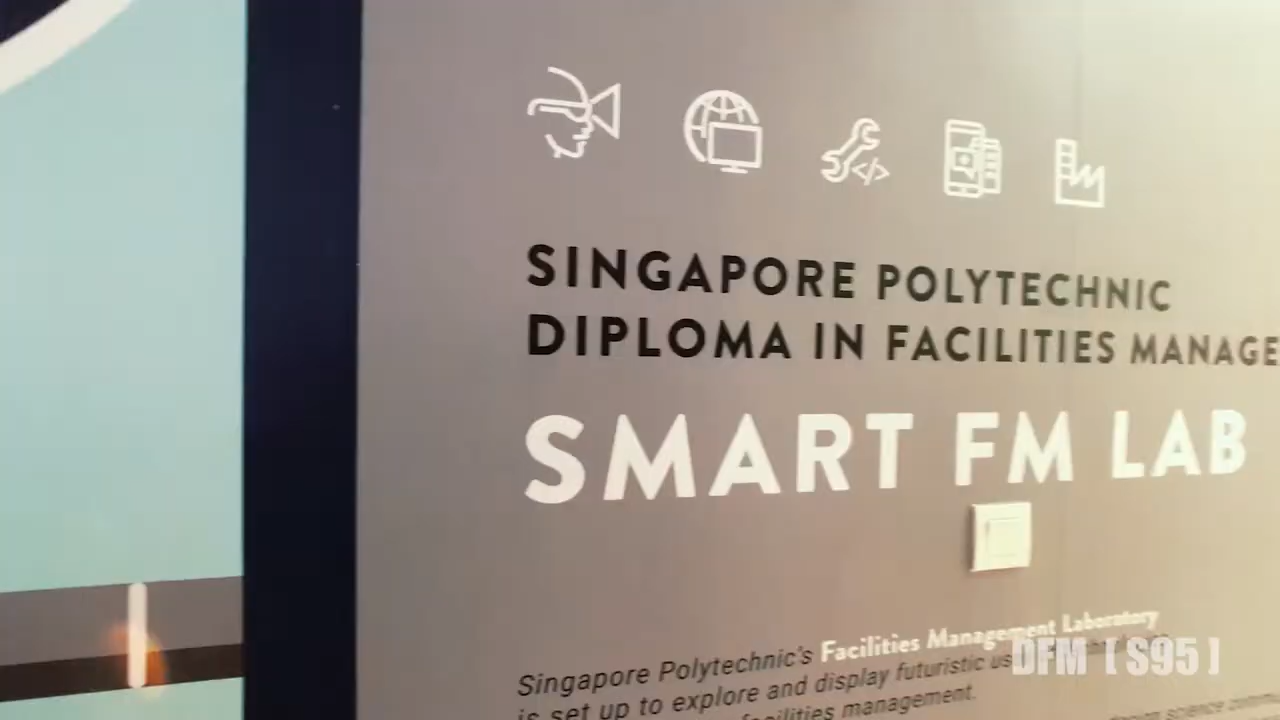 SINGAPORE POLYTECHNIC
DIPLOMA IN FACILITIES MANAGE
SMART FM LAB
Singapore Polytechnic's Facilities Management Laboratory
is set up to explore and display futuristic
facilities management.
DFM [ S95 ]